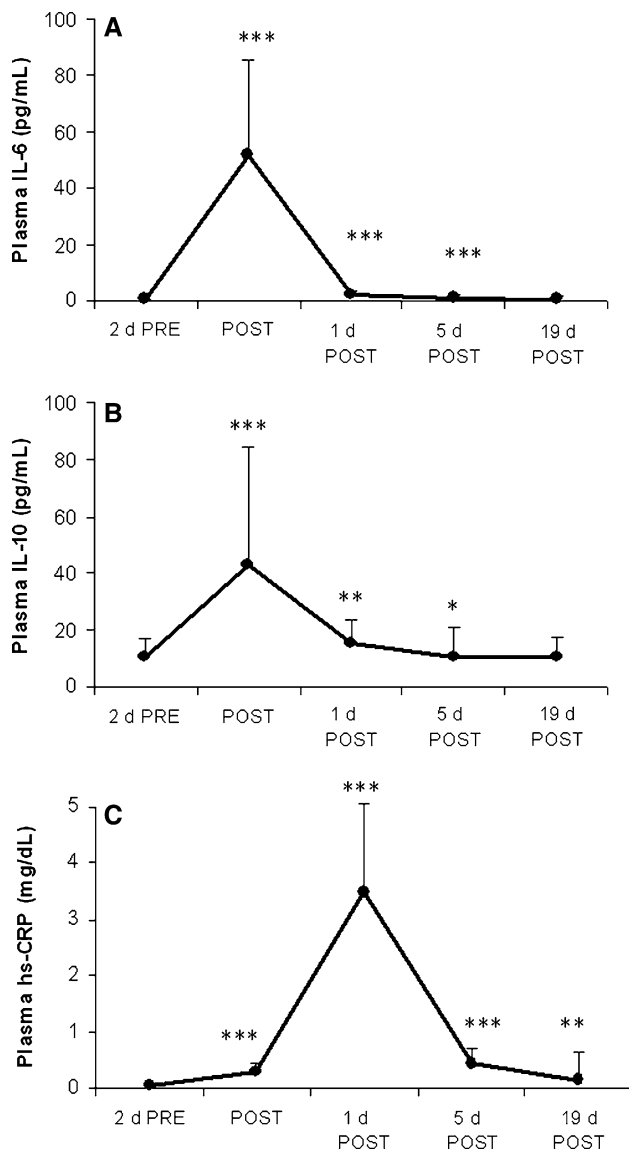 A
Plasma IL-6 (pg/mL)
100
80
60
40
20
0
***
***
***
2 d PRE
POST
1 d
POST
5 d
POST
19 d
POST
B
Plasma IL-10 (pg/mL)
100
80
60
40
20
0
***
**
*
2 d PRE
POST
1 d
POST
5 d
POST
19 d
POST
C
Plasma hs-CRP (mg/dL)
5
4
3
2
1
0
***
***
***
**
2 d PRE
POST
1 d
POST
5 d
POST
19 d
POST